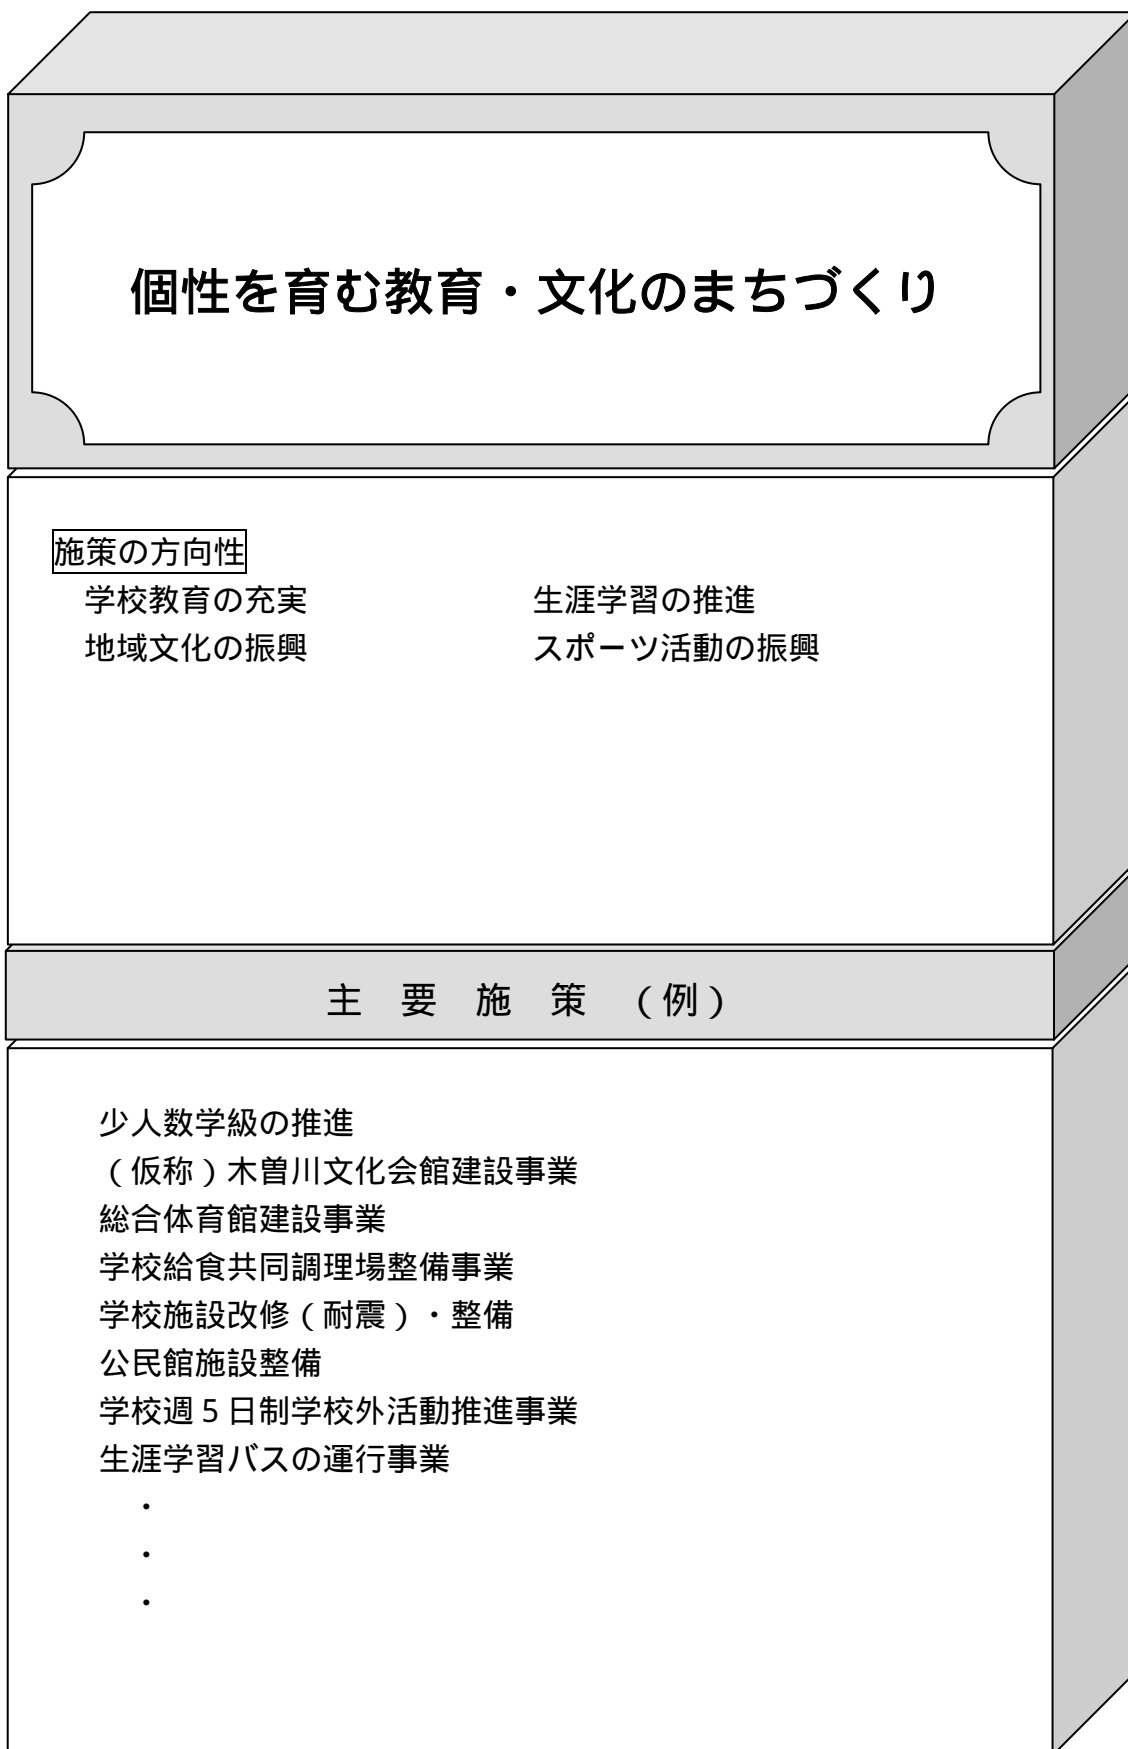 個性を育む教育・文化のまちづくり
施策の方向性
学校教育の充実　　　　　　　生涯学習の推進
地域文化の振興　　　　　　　スポーツ活動の振興
主　要　施　策　（例）
少人数学級の推進
（仮称）木曽川文化会館建設事業
総合体育館建設事業
学校給食共同調理場整備事業
学校施設改修（耐震）・整備
公民館施設整備
学校週５日制学校外活動推進事業
生涯学習バスの運行事業
・
・
・